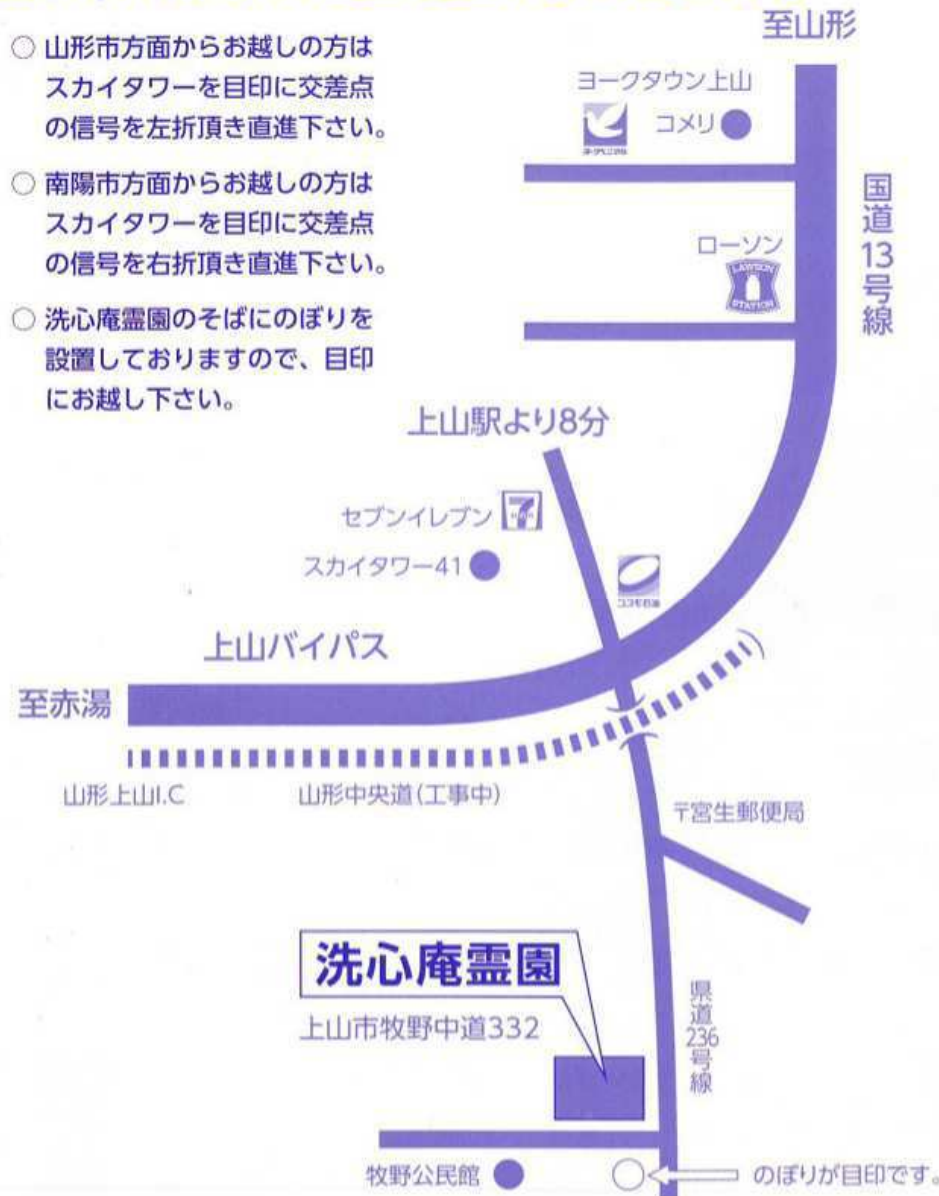 ○ 山形市方面からお越しの方は
スカイタワーを目印に交差点
の信号を左折頂き直進下さい。
○ 南陽市方面からお越しの方は
スカイタワーを目印に交差点
の信号を右折頂き直進下さい。
○ 洗心庵霊園のそばにのぼりを
設置しておりますので、目印
にお越し下さい。
至山形
ヨークタウン上山
コメリ
国道13号線
ローソン
LAWSON
STATION
上山駅より8分
セブンイレブン
スカイタワー41
コスモ石油
上山バイパス
至赤湯
山形上山I.C
山形中央道(工事中)
〒宮生郵便局
洗心庵霊園
上山市牧野中道332
県道236号線
牧野公民館
のぼりが目印です。